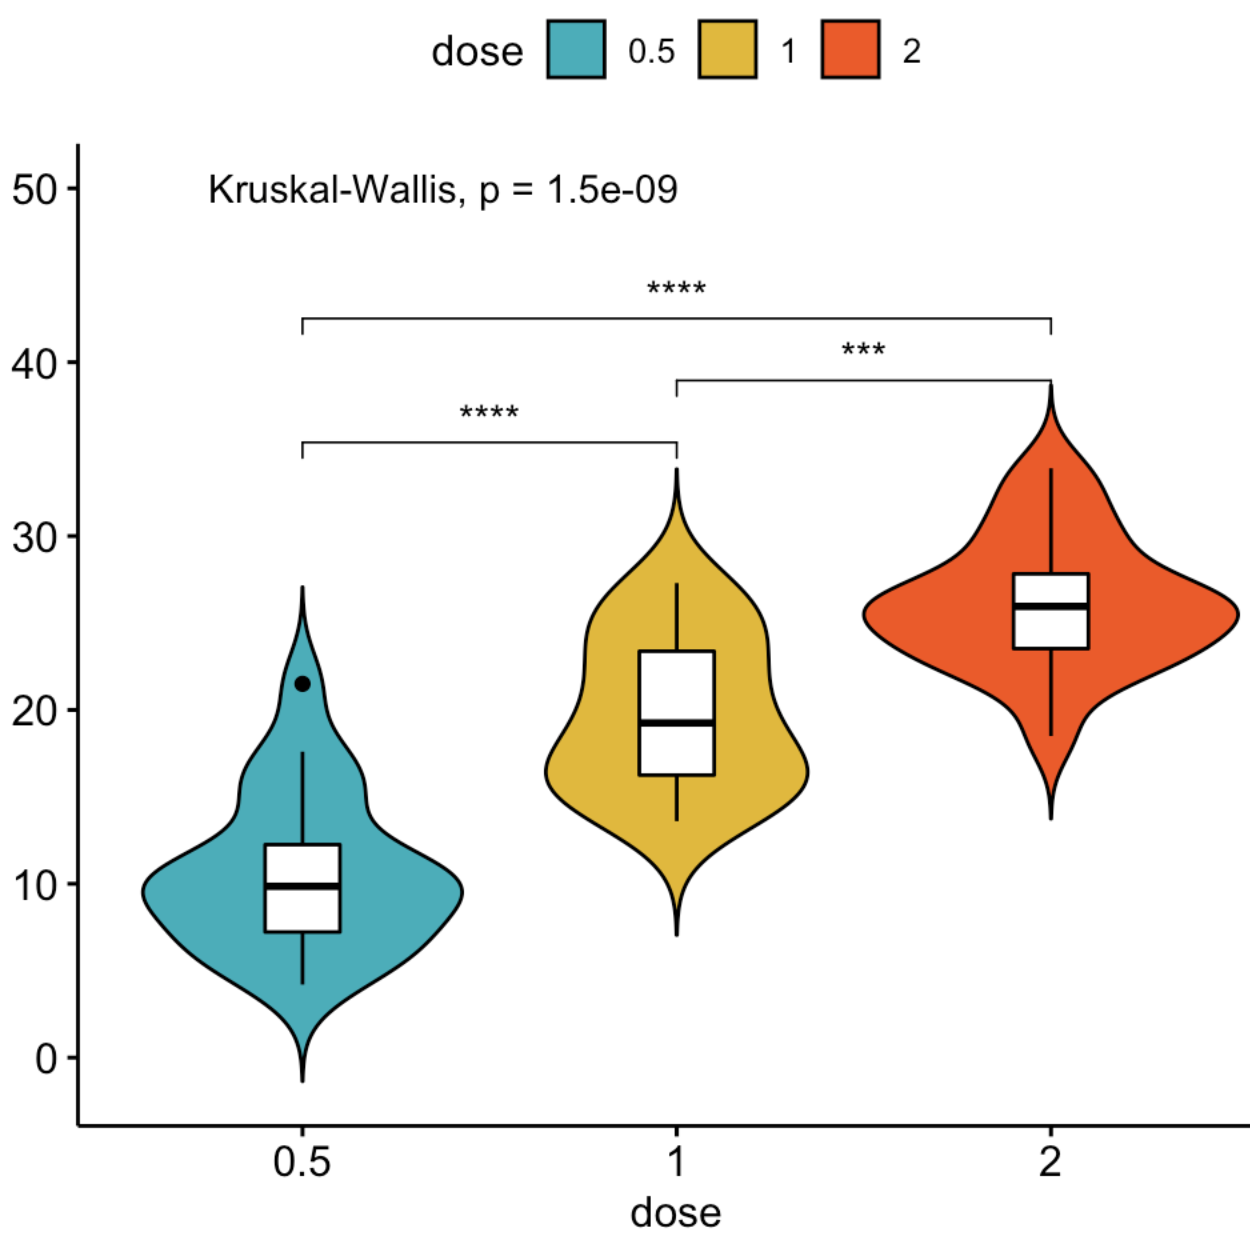 dose 0.5 1 2
50
Kruskal-Wallis, p = 1.5e-09
****
40
***
****
30
20
10
0
0.5 1 2
dose